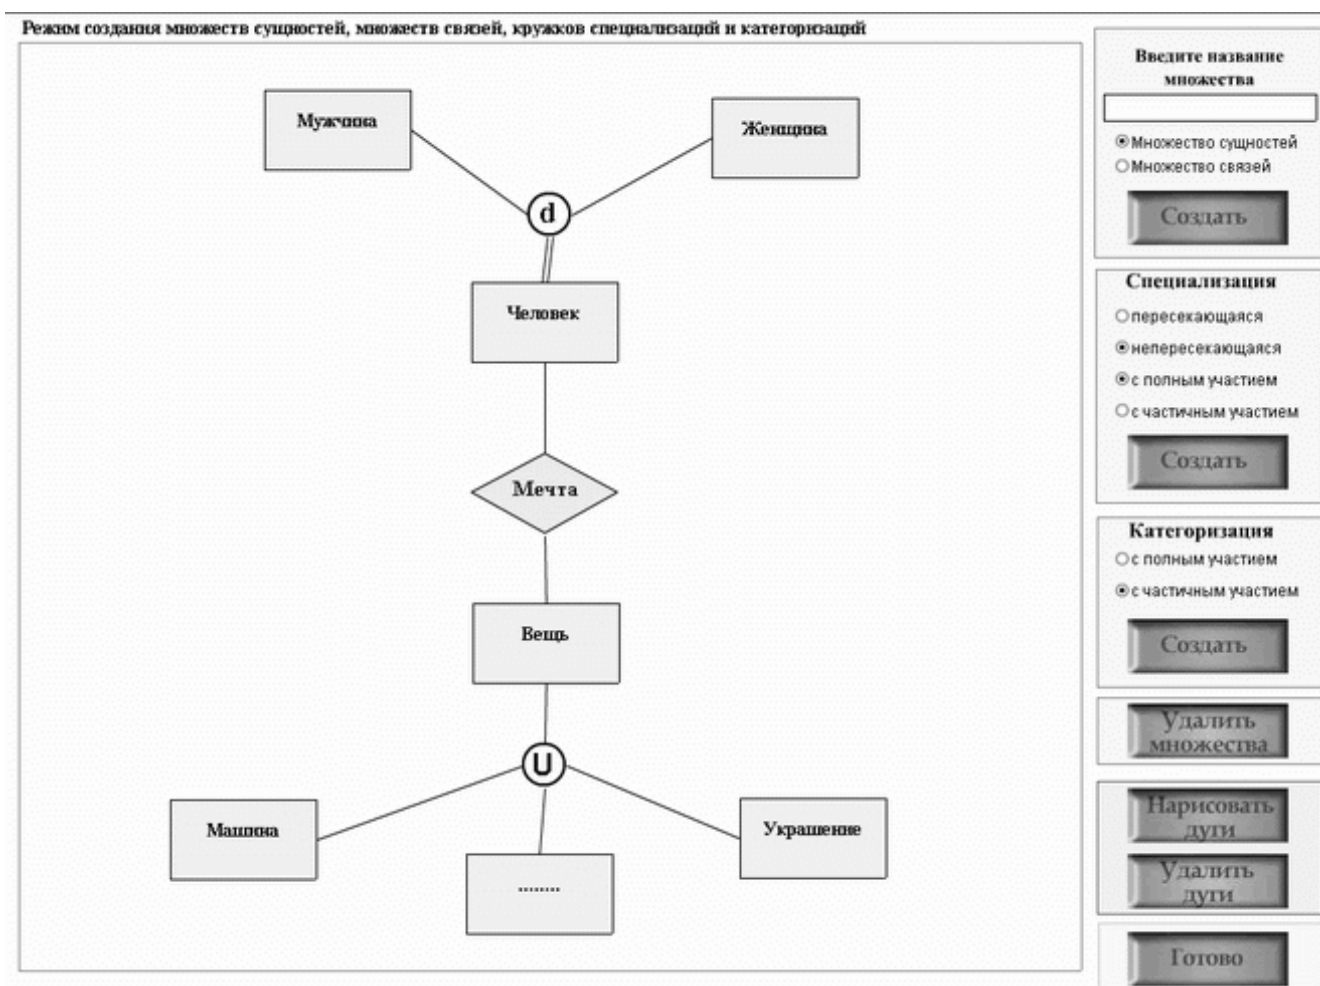 Режим создания множеств сущностей, множеств связей, кружков специализаций и категоризаций
Мужчина
Женщина
d
Человек
Мечта
Вещь
U
Машина
Украшение
........
Введите название
множества
Множество сущностей
Множество связей
Создать
Специализация
пересекающаяся
непересекающаяся
с полным участием
с частичным участием
Создать
Категоризация
с полным участием
с частичным участием
Создать
Удалить
множества
Нарисовать
дуги
Удалить
дуги
Готово